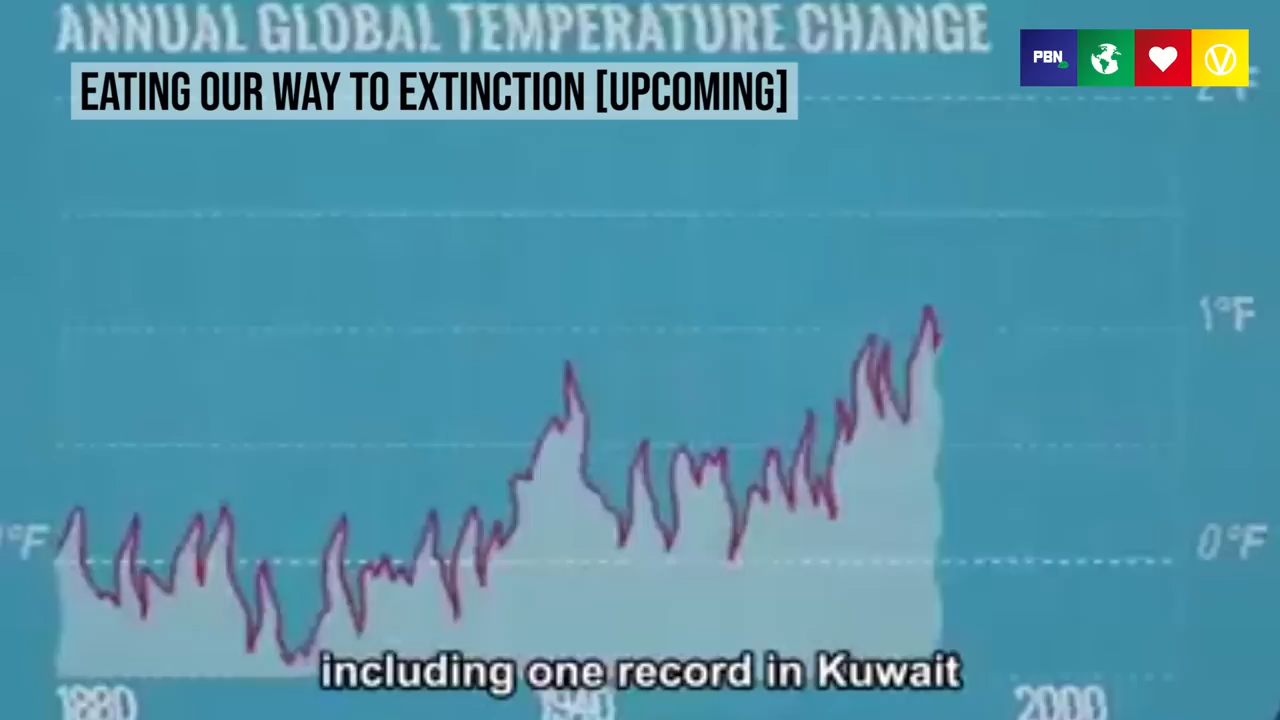 ANNUAL GLOBAL TEMPERATURE CHANGE
EATING OUR WAY TO EXTINCTION [UPCOMING]
PBN
V
2°F
1°F
0°F
°F
including one record in Kuwait
1880
1940
2000